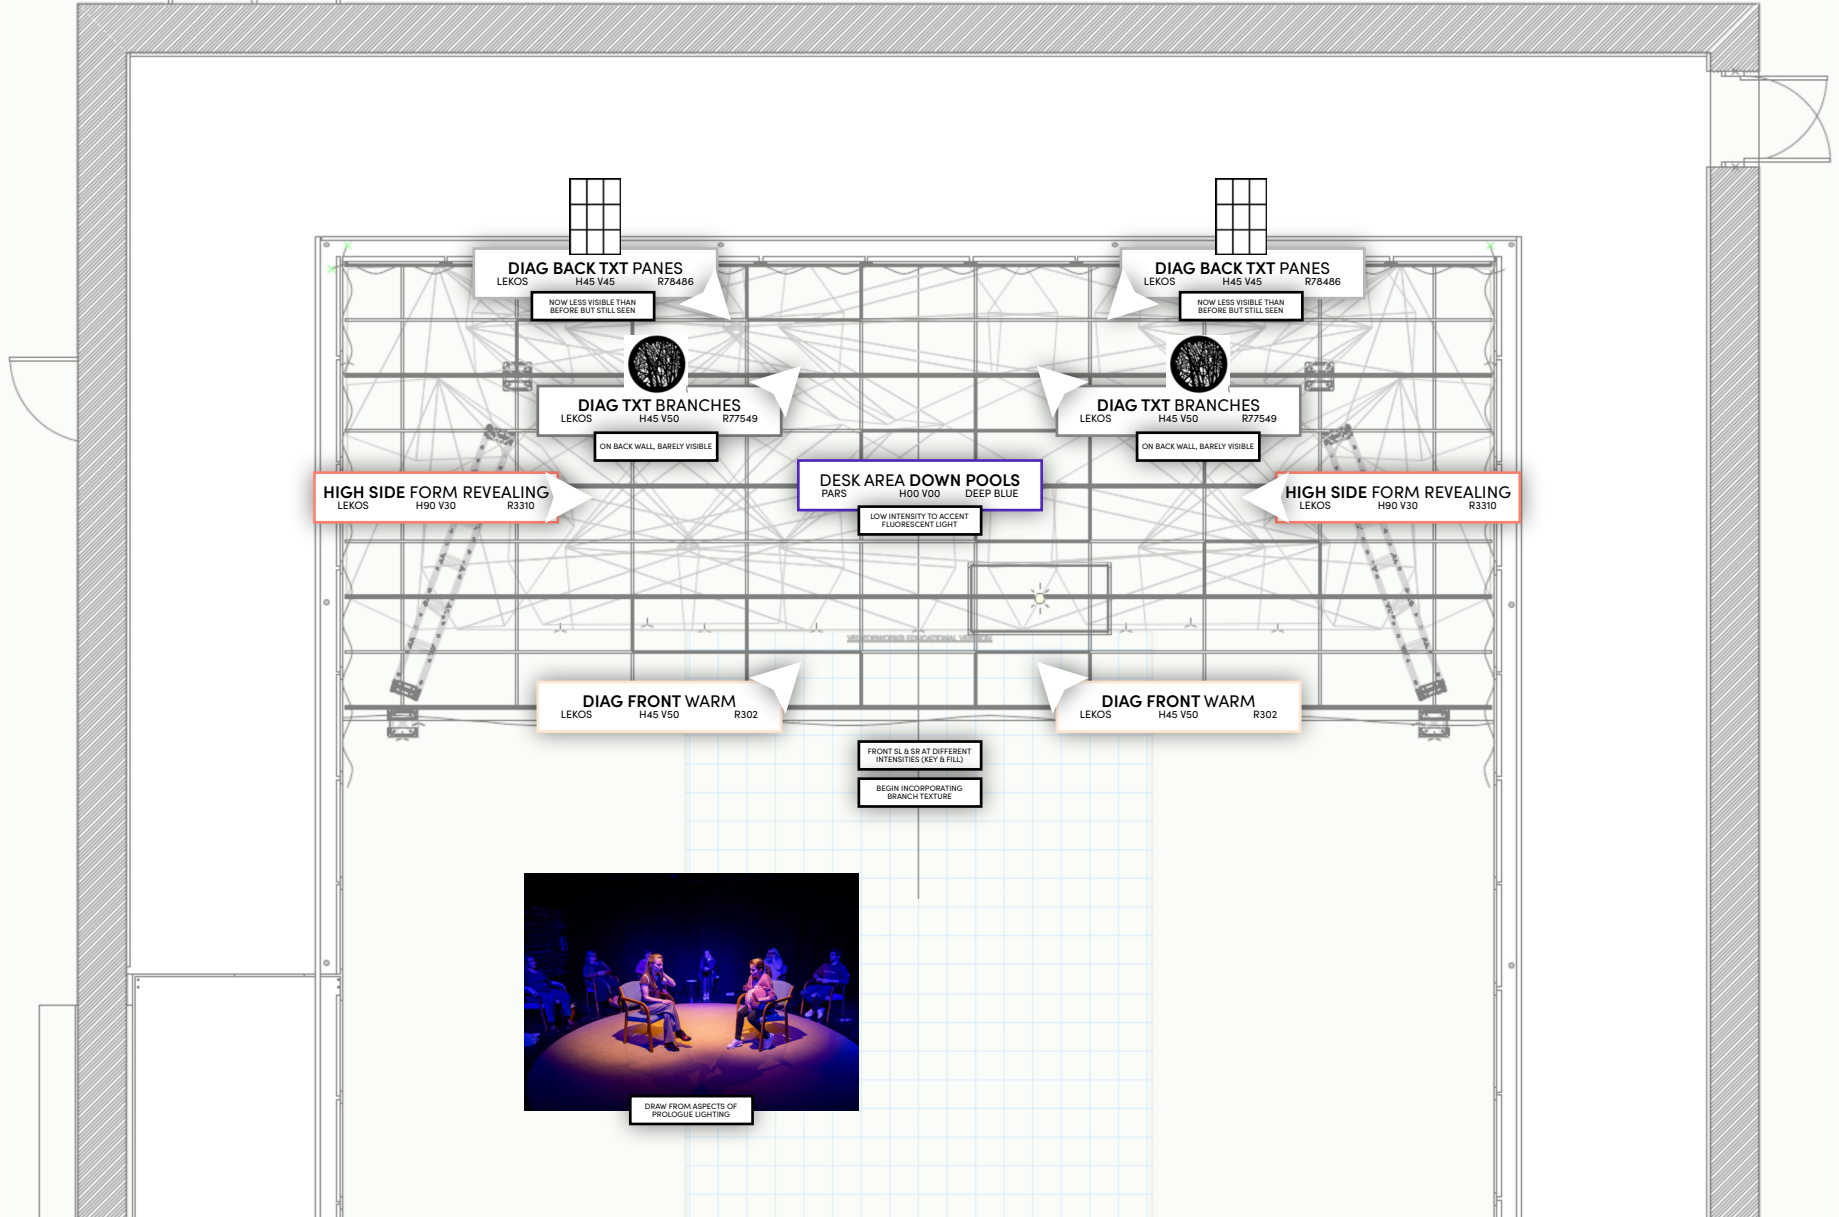 DIAG BACK TXT PANES
LEKOS H45 V45 R78486
NOW LESS VISIBLE THAN
BEFORE BUT STILL SEEN
DIAG BACK TXT PANES
LEKOS H45 V45 R78486
NOW LESS VISIBLE THAN
BEFORE BUT STILL SEEN
DIAG TXT BRANCHES
LEKOS H45 V50 R77549
ON BACK WALL, BARELY VISIBLE
DIAG TXT BRANCHES
LEKOS H45 V50 R77549
ON BACK WALL, BARELY VISIBLE
HIGH SIDE FORM REVEALING
LEKOS H90 V30 R3310
DESK AREA DOWN POOLS
PARS H00 V00 DEEP BLUE
LOW INTENSITY TO ACCENT
FLUORESCENT LIGHT
HIGH SIDE FORM REVEALING
LEKOS H90 V30 R3310
VECTORWORKS EDUCATIONAL VERSION
DIAG FRONT WARM
LEKOS H45 V50 R302
DIAG FRONT WARM
LEKOS H45 V50 R302
FRONT SL & SR AT DIFFERENT
INTENSITIES (KEY & FILL)
BEGIN INCORPORATING
BRANCH TEXTURE
DRAW FROM ASPECTS OF
PROLOGUE LIGHTING